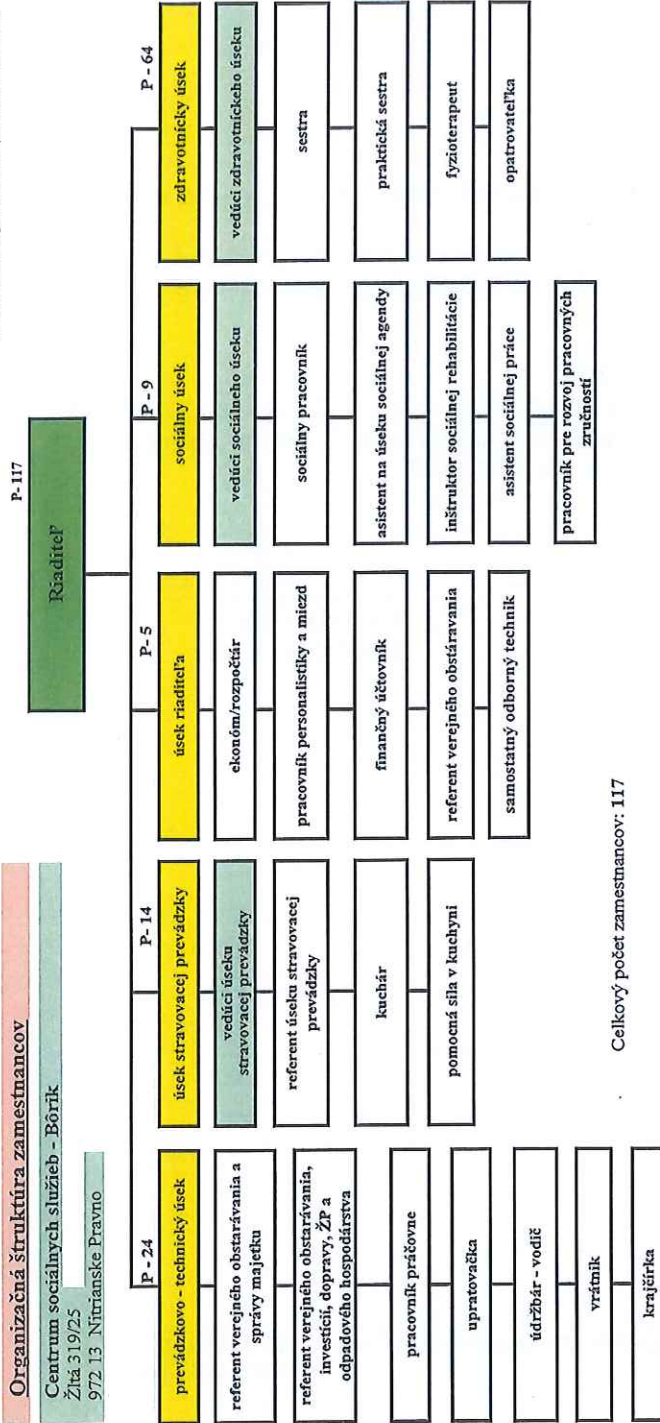 Organizačná štruktúra zamestnancov
Centrum sociálnych služieb - Bôrik
Žltá 319/25
972 13 Nitrianske Pravno
P- 117
Riaditeľ
P - 24
prevádzkovo - technický úsek
referent verejného obstarávania a
správy majetku
referent verejného obstarávania,
investícií, dopravy, ŽP a
odpadového hospodárstva
pracovník práčovne
upratovačka
údržbár - vodič
vrátnik
krajčírka
P- 14
úsek stravovacej prevádzky
vedúci úseku
stravovacej prevádzky
referent úseku stravovacej
prevádzky
kuchár
pomocná sila v kuchyni
P - 5
úsek riaditeľa
ekonóm/rozpočtár
pracovník personalistiky a miezd
finančný účtovník
referent verejného obstáravania
samostatný odborný technik
P - 9
sociálny úsek
vedúci sociálneho úseku
sociálny pracovník
asistent na úseku sociálnej agendy
inštruktor sociálnej rehabilitácie
asistent sociálnej práce
pracovník pre rozvoj pracovných
zručností
P - 64
zdravotnícky úsek
vedúci zdravotníckeho úseku
sestra
praktická sestra
fyzioterapeut
opatrovateľka
Celkový počet zamestnancov: 117